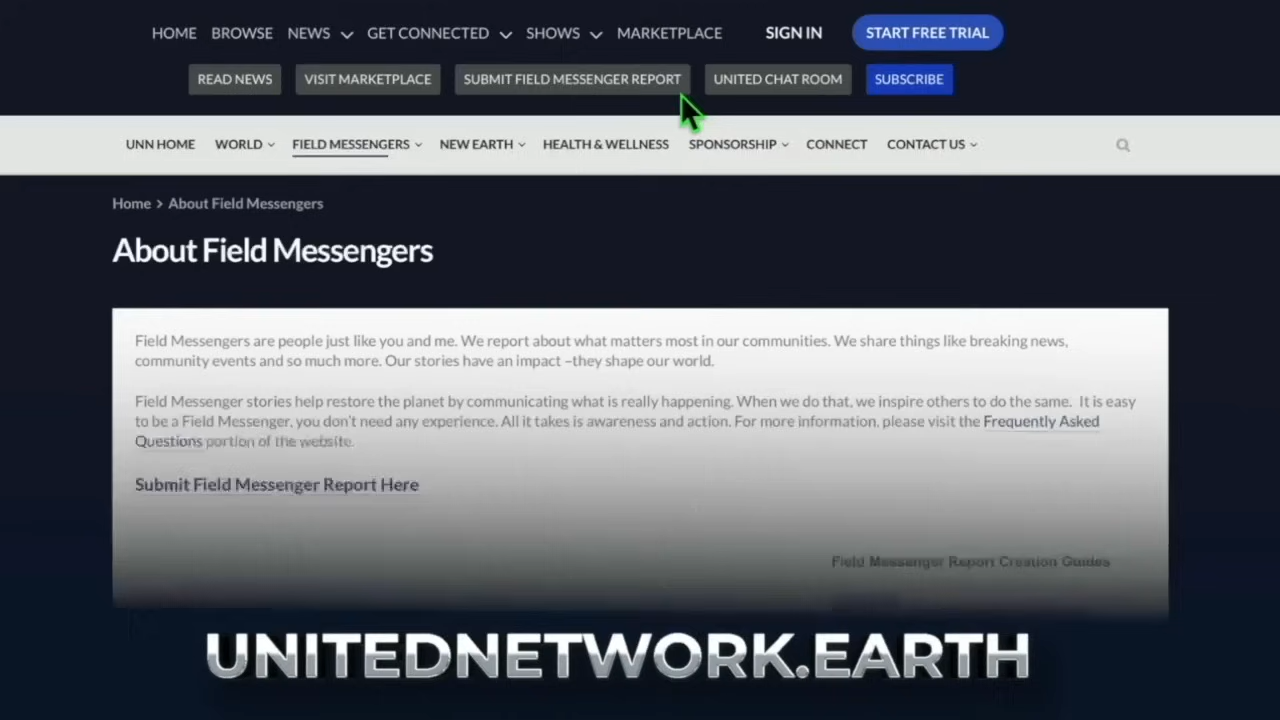 HOME BROWSE NEWS GET CONNECTED SHOWS MARKETPLACE SIGN IN START FREE TRIAL
READ NEWS VISIT MARKETPLACE SUBMIT FIELD MESSENGER REPORT UNITED CHAT ROOM SUBSCRIBE
UNN HOME WORLD FIELD MESSENGERS NEW EARTH HEALTH & WELLNESS SPONSORSHIP CONNECT CONTACT US
Home > About Field Messengers
About Field Messengers
Field Messengers are people just like you and me. We report about what matters most in our communities. We share things like breaking news,
community events and so much more. Our stories have an impact –they shape our world.
Field Messenger stories help restore the planet by communicating what is really happening. When we do that, we inspire others to do the same. It is easy
to be a Field Messenger, you don't need any experience. All it takes is awareness and action. For more information, please visit the Frequently Asked
Questions portion of the website.
Submit Field Messenger Report Here
Field Messenger Report Creation Guides
UNITEDNETWORK.EARTH